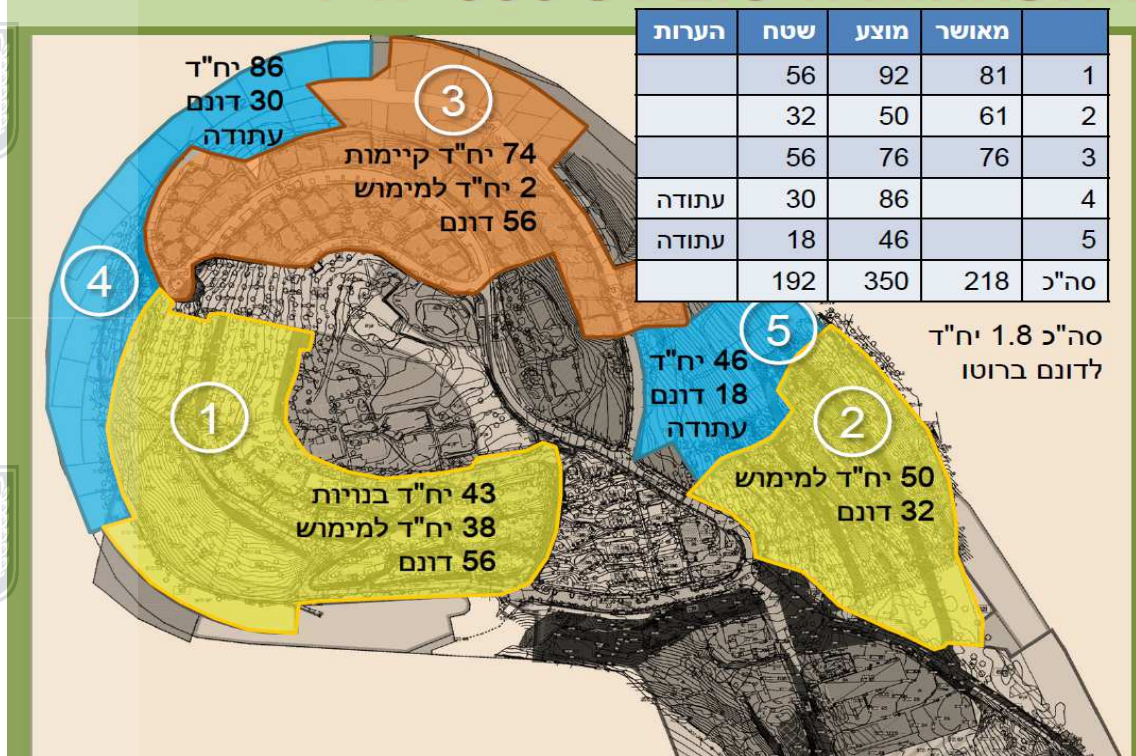 מאושר מוצע שטח הערות
1 81 92 56
2 61 50 32
3 76 76 56
4 86 30 עתודה
5 46 18 עתודה
סה"כ 218 350 192
סה"כ 1.8 יח"ד
לדונם ברוטו
86 יח"ד
30 דונם
עתודה
3
74 יח"ד קיימות
2 יח"ד למימוש
56 דונם
4
5
46 יח"ד
18 דונם
עתודה
1
43 יח"ד בנויות
38 יח"ד למימוש
56 דונם
2
50 יח"ד למימוש
32 דונם